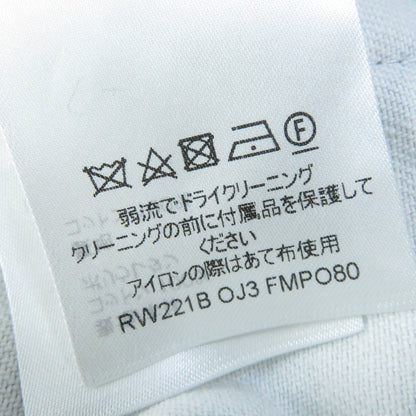 F
弱流でドライクリーニング
クリーニングの前に付属品を保護して
ください
アイロンの際はあて布使用
RW221B OJ3 FMPO80